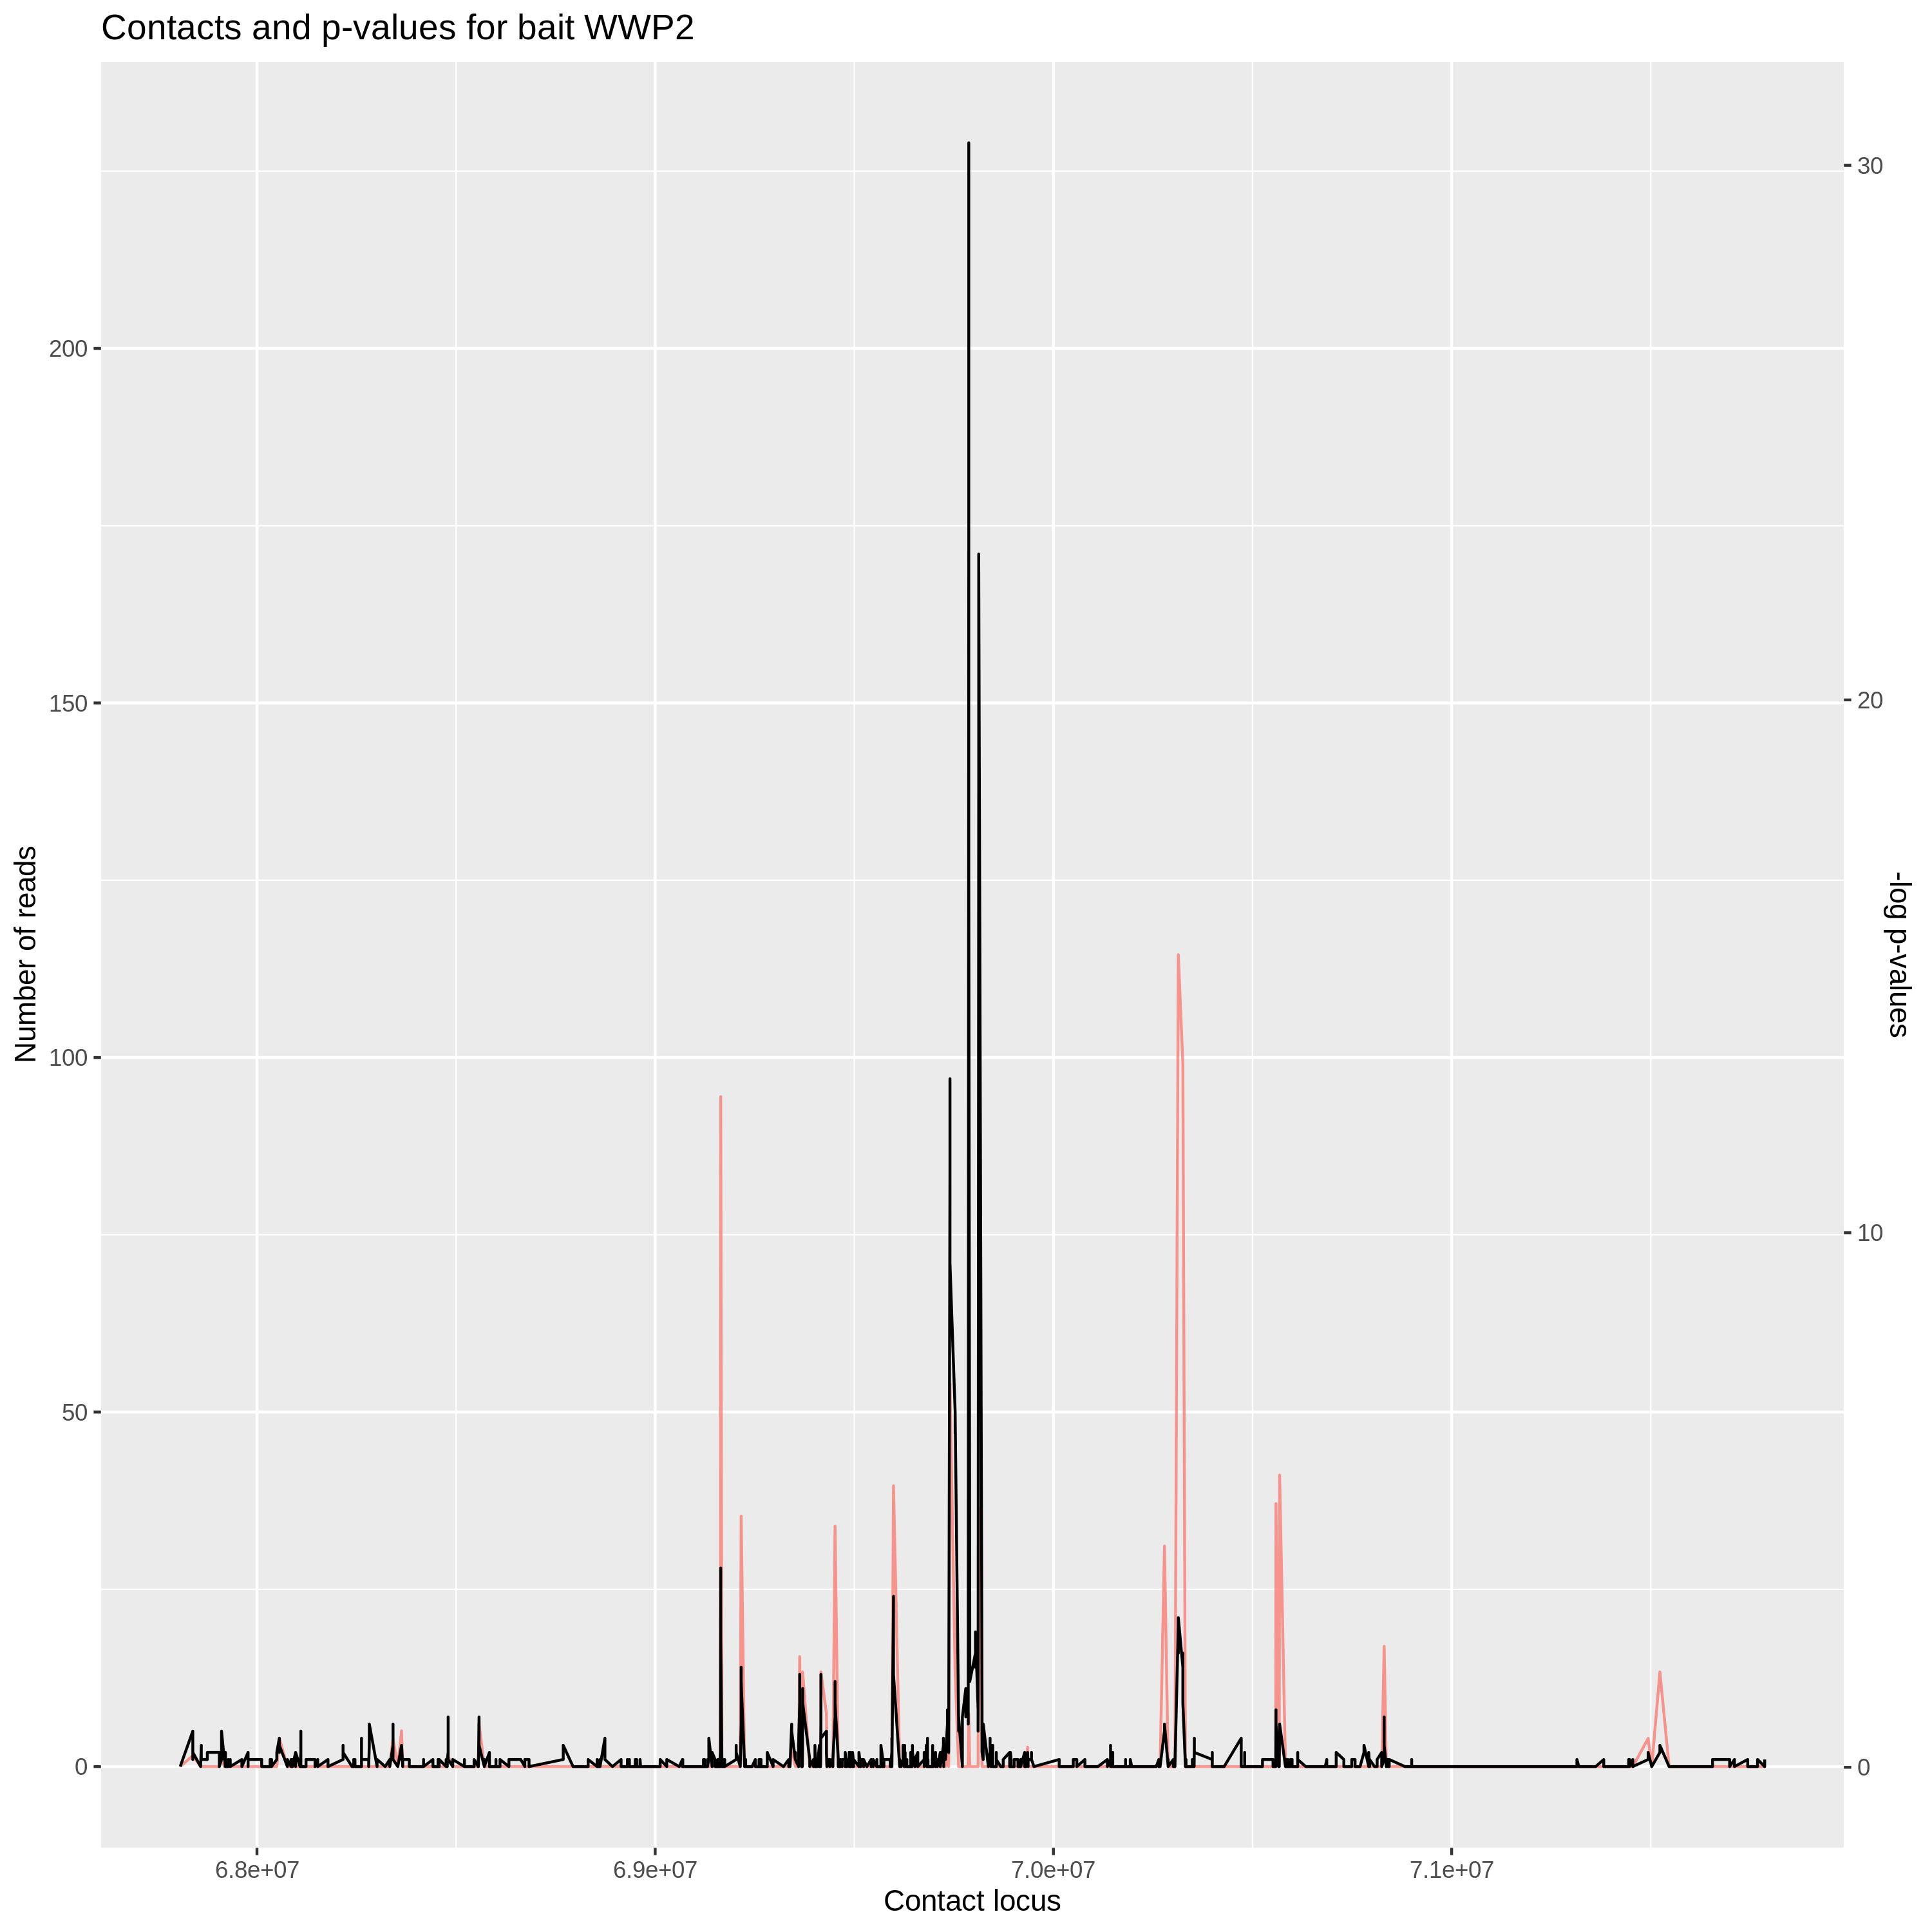 Contacts and p-values for bait WWP2
Number of reads
200
150
100
50
0
30
20
10
0
-log p-values
6.8e+07
6.9e+07
7.0e+07
7.1e+07
Contact locus